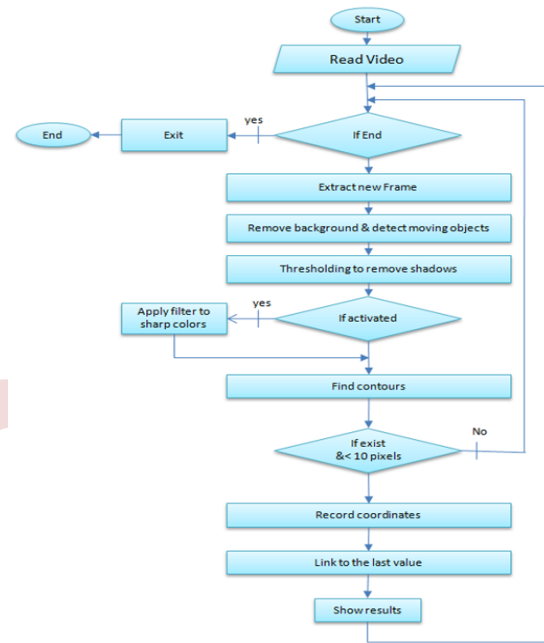 Start
Read Video
yes
End
Exit
If End
Extract new Frame
Remove background & detect moving objects
Thresholding to remove shadows
Apply filter to
sharp colors
yes
If activated
Find contours
If exist
&< 10 pixels
No
Record coordinates
Link to the last value
Show results